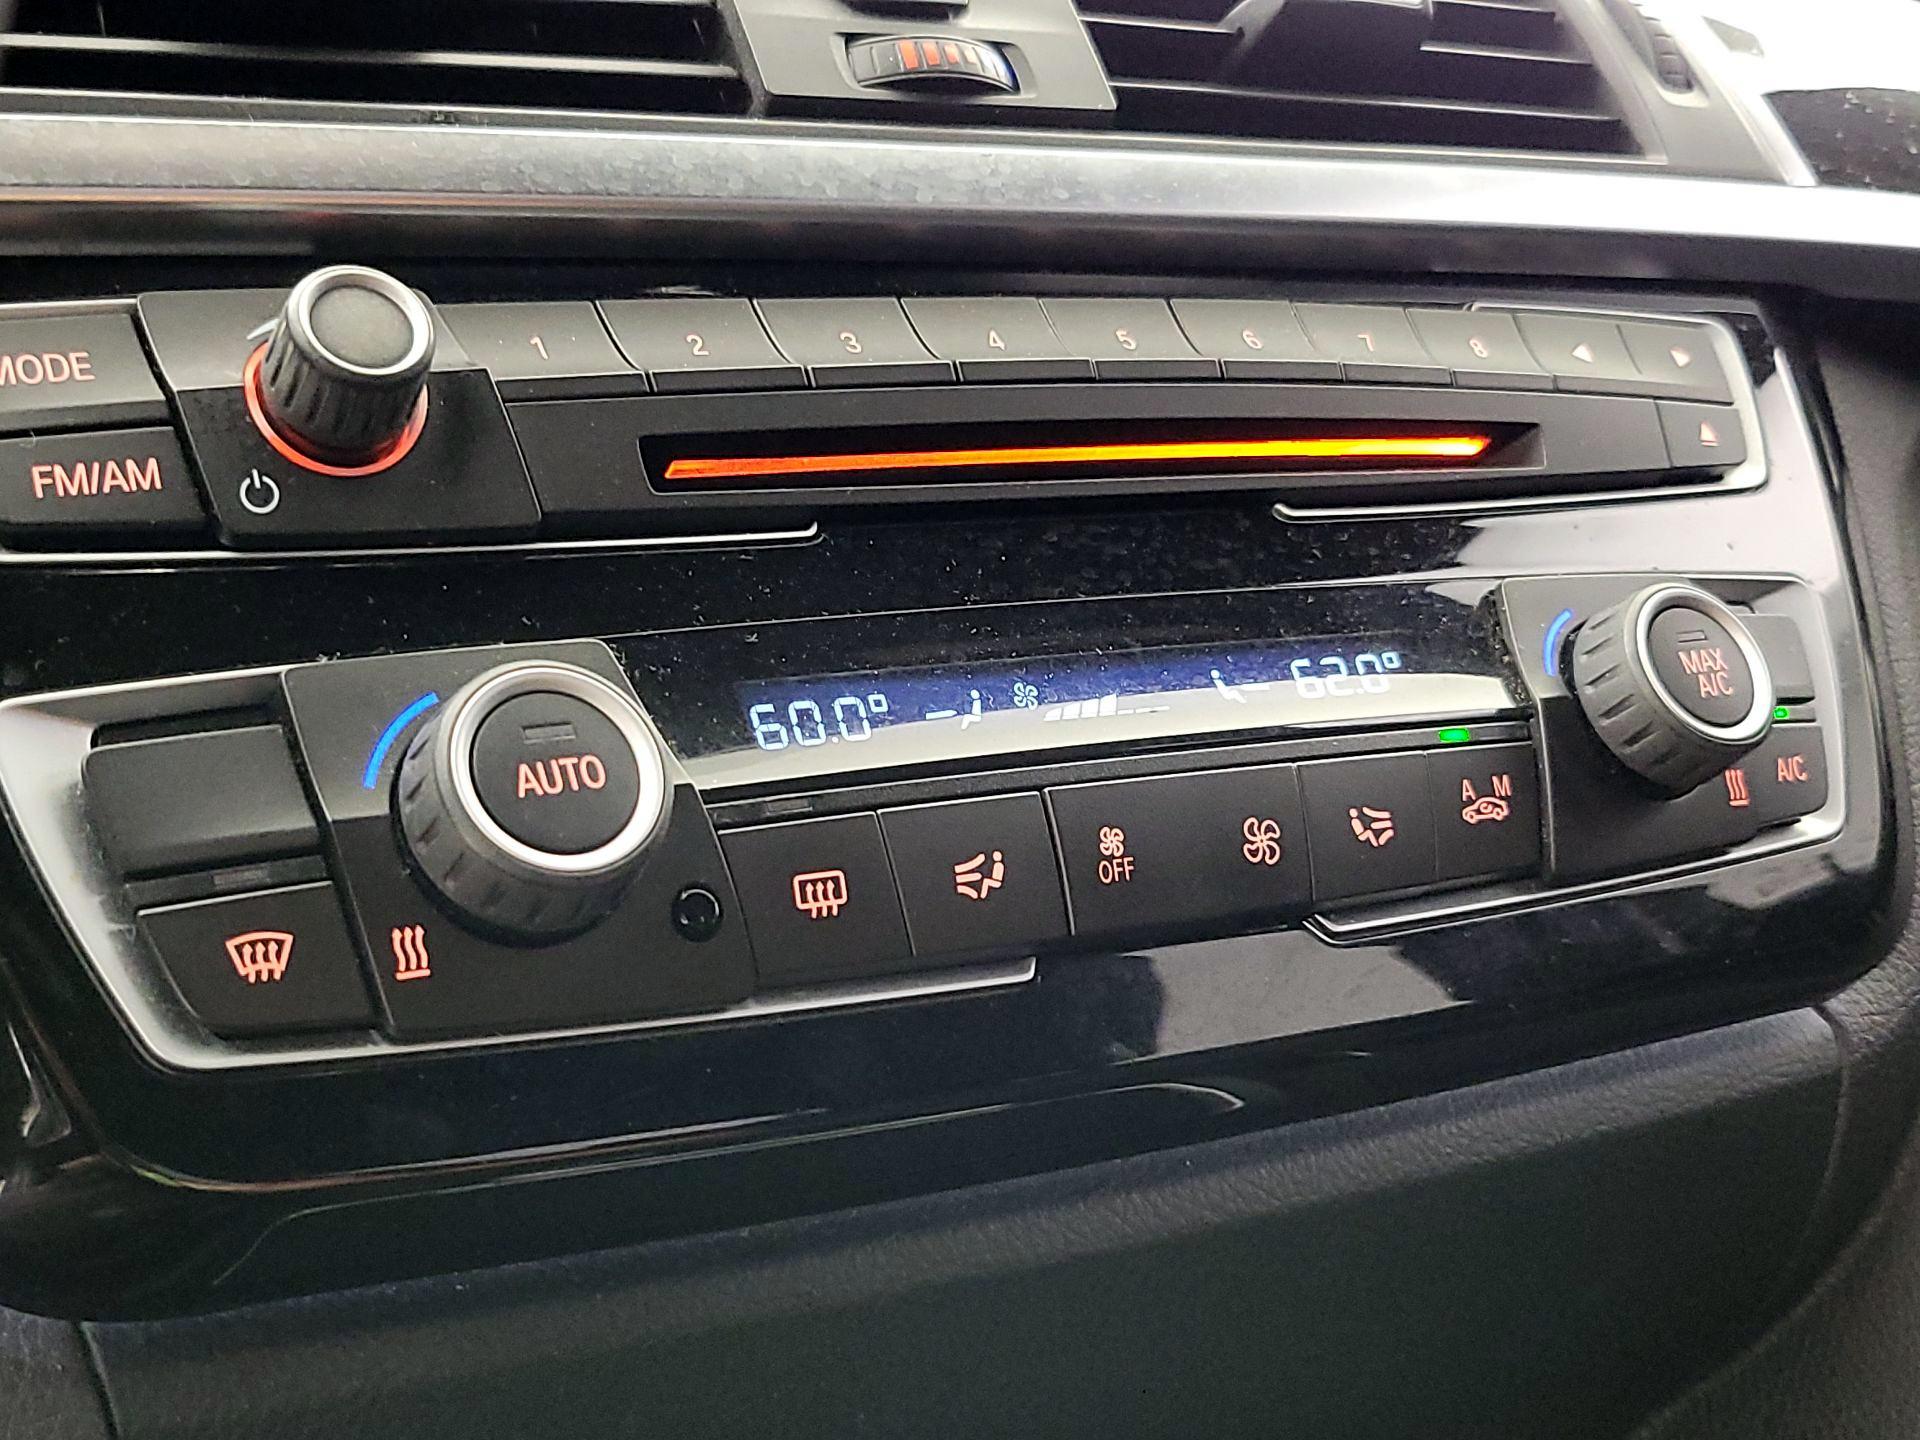 MODE
1 2 3 4 5 6 7 8
FM/AM
60.0° 62.0°
AUTO
MAX
A/C
A/C
A M
OFF